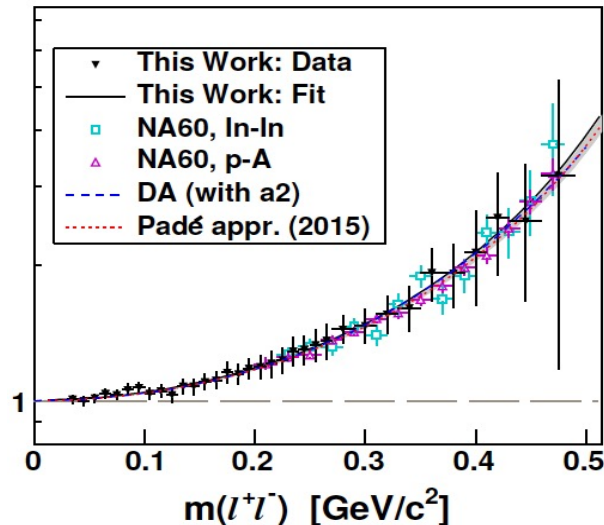 This Work: Data
This Work: Fit
NA60, In-In
NA60, p-A
DA (with a2)
Padé appr. (2015)
2
1
0 0.1 0.2 0.3 0.4 0.5
m(l⁺l⁻) [GeV/c²]